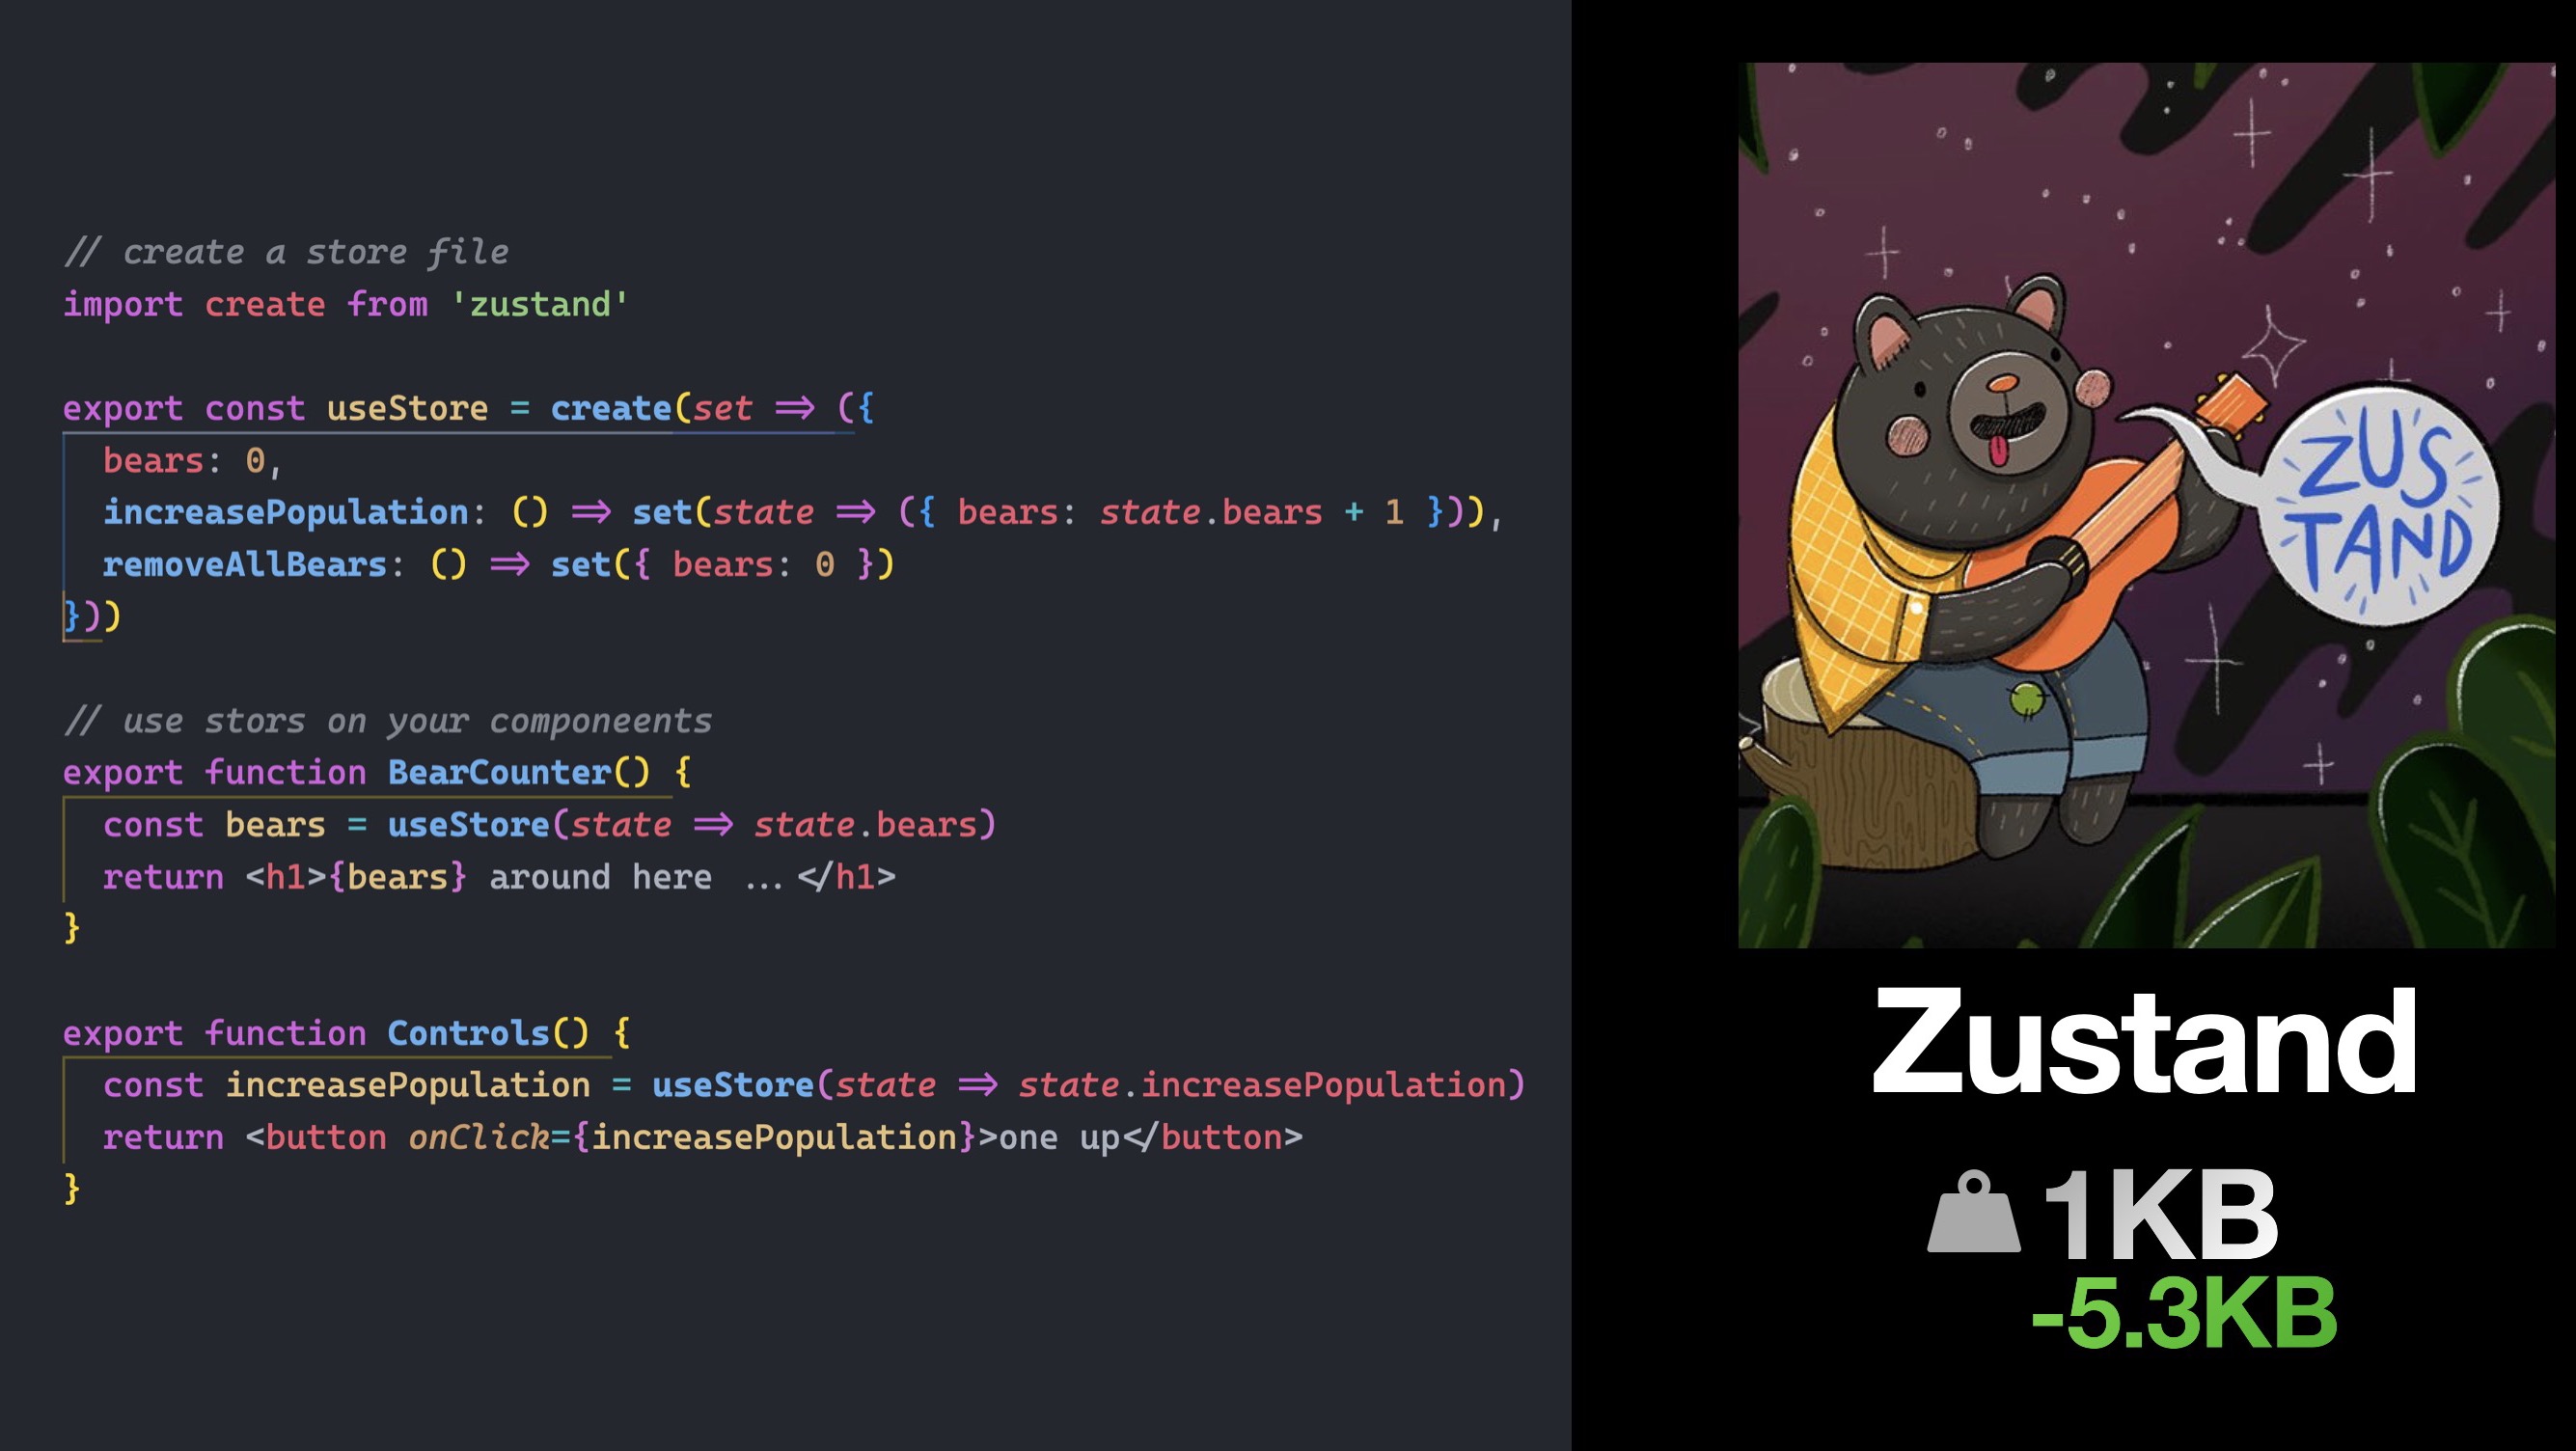 // create a store file
import create from 'zustand'
export const useStore = create(set => ({
bears: 0,
increasePopulation: () => set(state => ({ bears: state.bears + 1 })),
removeAllBears: () => set({ bears: 0 })
}))
// use stors on your componeents
export function BearCounter() {
const bears = useStore(state => state.bears)
return <h1>{bears} around here ... </h1>
}
export function Controls() {
const increasePopulation = useStore(state => state.increasePopulation)
return <button onClick={increasePopulation}>one up</button>
}
ZUS
TAND
Zustand
1KB
-5.3KB